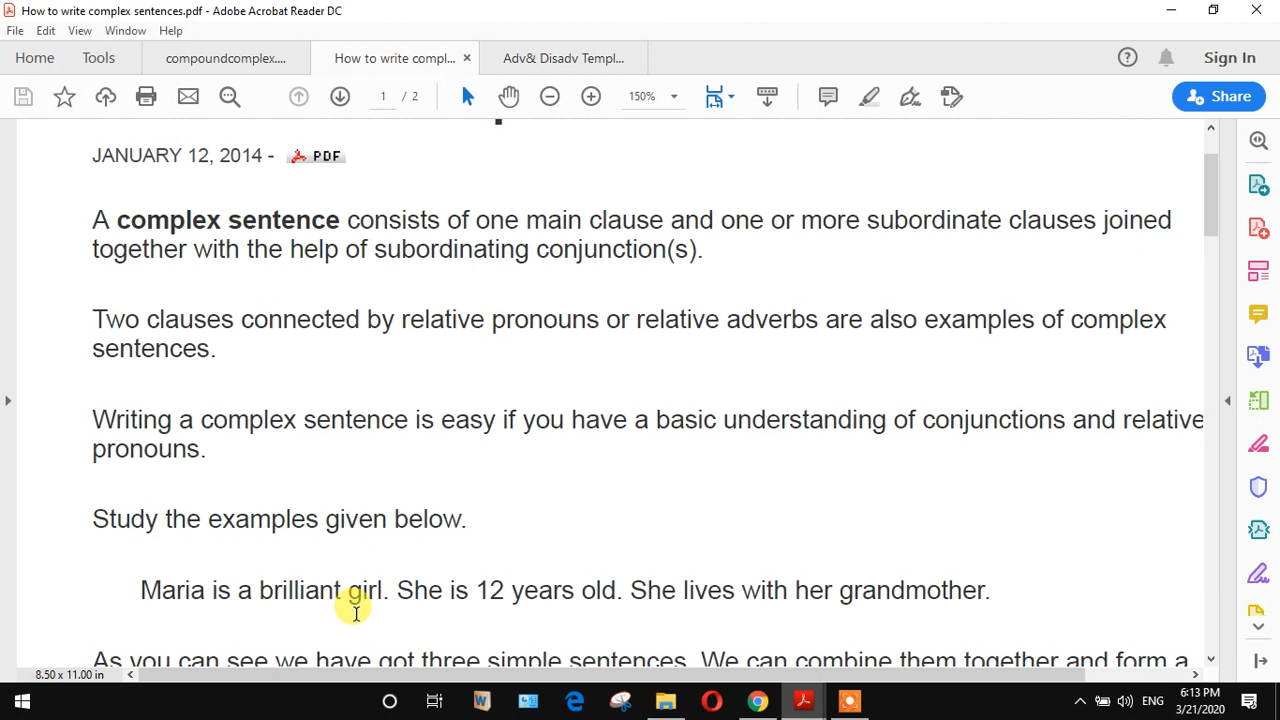 How to write complex sentences.pdf - Adobe Acrobat Reader DC
File Edit View Window Help
Home Tools compoundcomplex.... How to write compl... × Adv& Disadv Templ... Sign In
1 / 2 150% Share
JANUARY 12, 2014 - PDF
A complex sentence consists of one main clause and one or more subordinate clauses joined
together with the help of subordinating conjunction(s).
Two clauses connected by relative pronouns or relative adverbs are also examples of complex
sentences.
Writing a complex sentence is easy if you have a basic understanding of conjunctions and relative
pronouns.
Study the examples given below.
Maria is a brilliant girl. She is 12 years old. She lives with her grandmother.
As you can see we have got three simple sentences. We can combine them together and form a
8.50 x 11.00 in
ENG
6:13 PM
3/21/2020